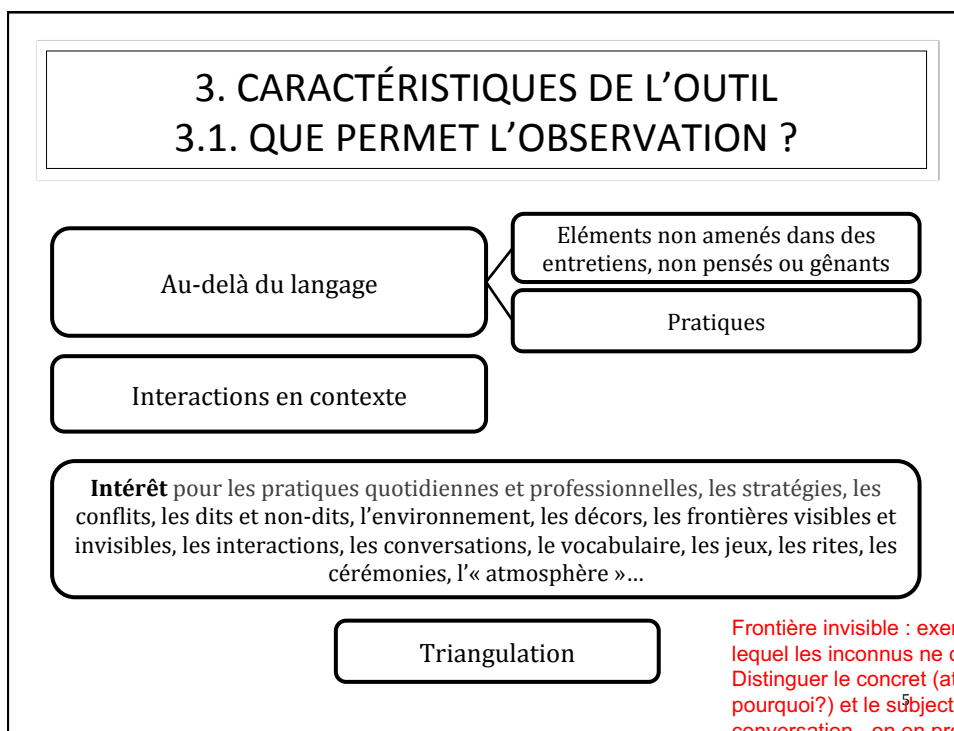 3. CARACTÉRISTIQUES DE L’OUTIL
3.1. QUE PERMET L’OBSERVATION ?
Au-delà du langage
Eléments non amenés dans des
entretiens, non pensés ou gênants
Pratiques
Interactions en contexte
Intérêt pour les pratiques quotidiennes et professionnelles, les stratégies, les
conflits, les dits et non-dits, l’environnement, les décors, les frontières visibles et
invisibles, les interactions, les conversations, le vocabulaire, les jeux, les rites, les
cérémonies, l’« atmosphère »…
Triangulation
Frontière invisible :
lequel les inconnus ne
Distinguer le concret
pourquoi?) et le
5